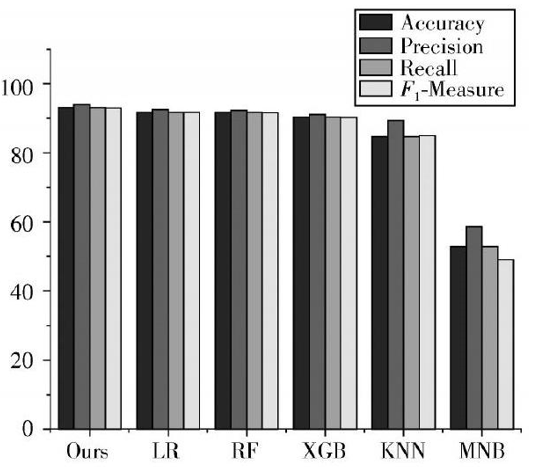 Accuracy
Precision
Recall
F₁-Measure
100
80
60
40
20
0
Ours LR RF XGB KNN MNB